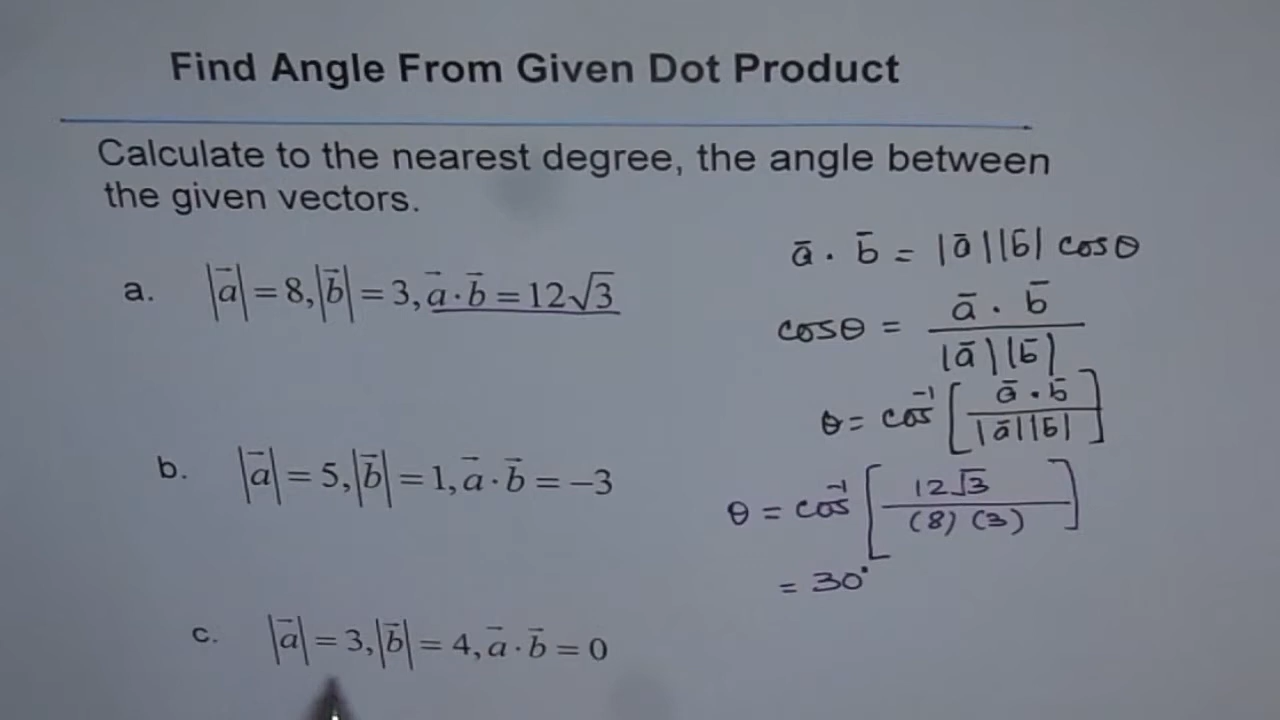 Find Angle From Given Dot Product
Calculate to the nearest degree, the angle between
the given vectors.
a. |a⃗| = 8, |b⃗| = 3, a⃗ · b⃗ = 12√3
b. |a⃗| = 5, |b⃗| = 1, a⃗ · b⃗ = −3
c. |a⃗| = 3, |b⃗| = 4, a⃗ · b⃗ = 0
ā · b̄ = |ā||b̄| cosθ
cosθ = ā · b̄ / |ā||b̄|
θ = cos⁻¹ [ ā · b̄ / |ā||b̄| ]
θ = cos⁻¹ [ 12√3 / (8)(3) ]
= 30°